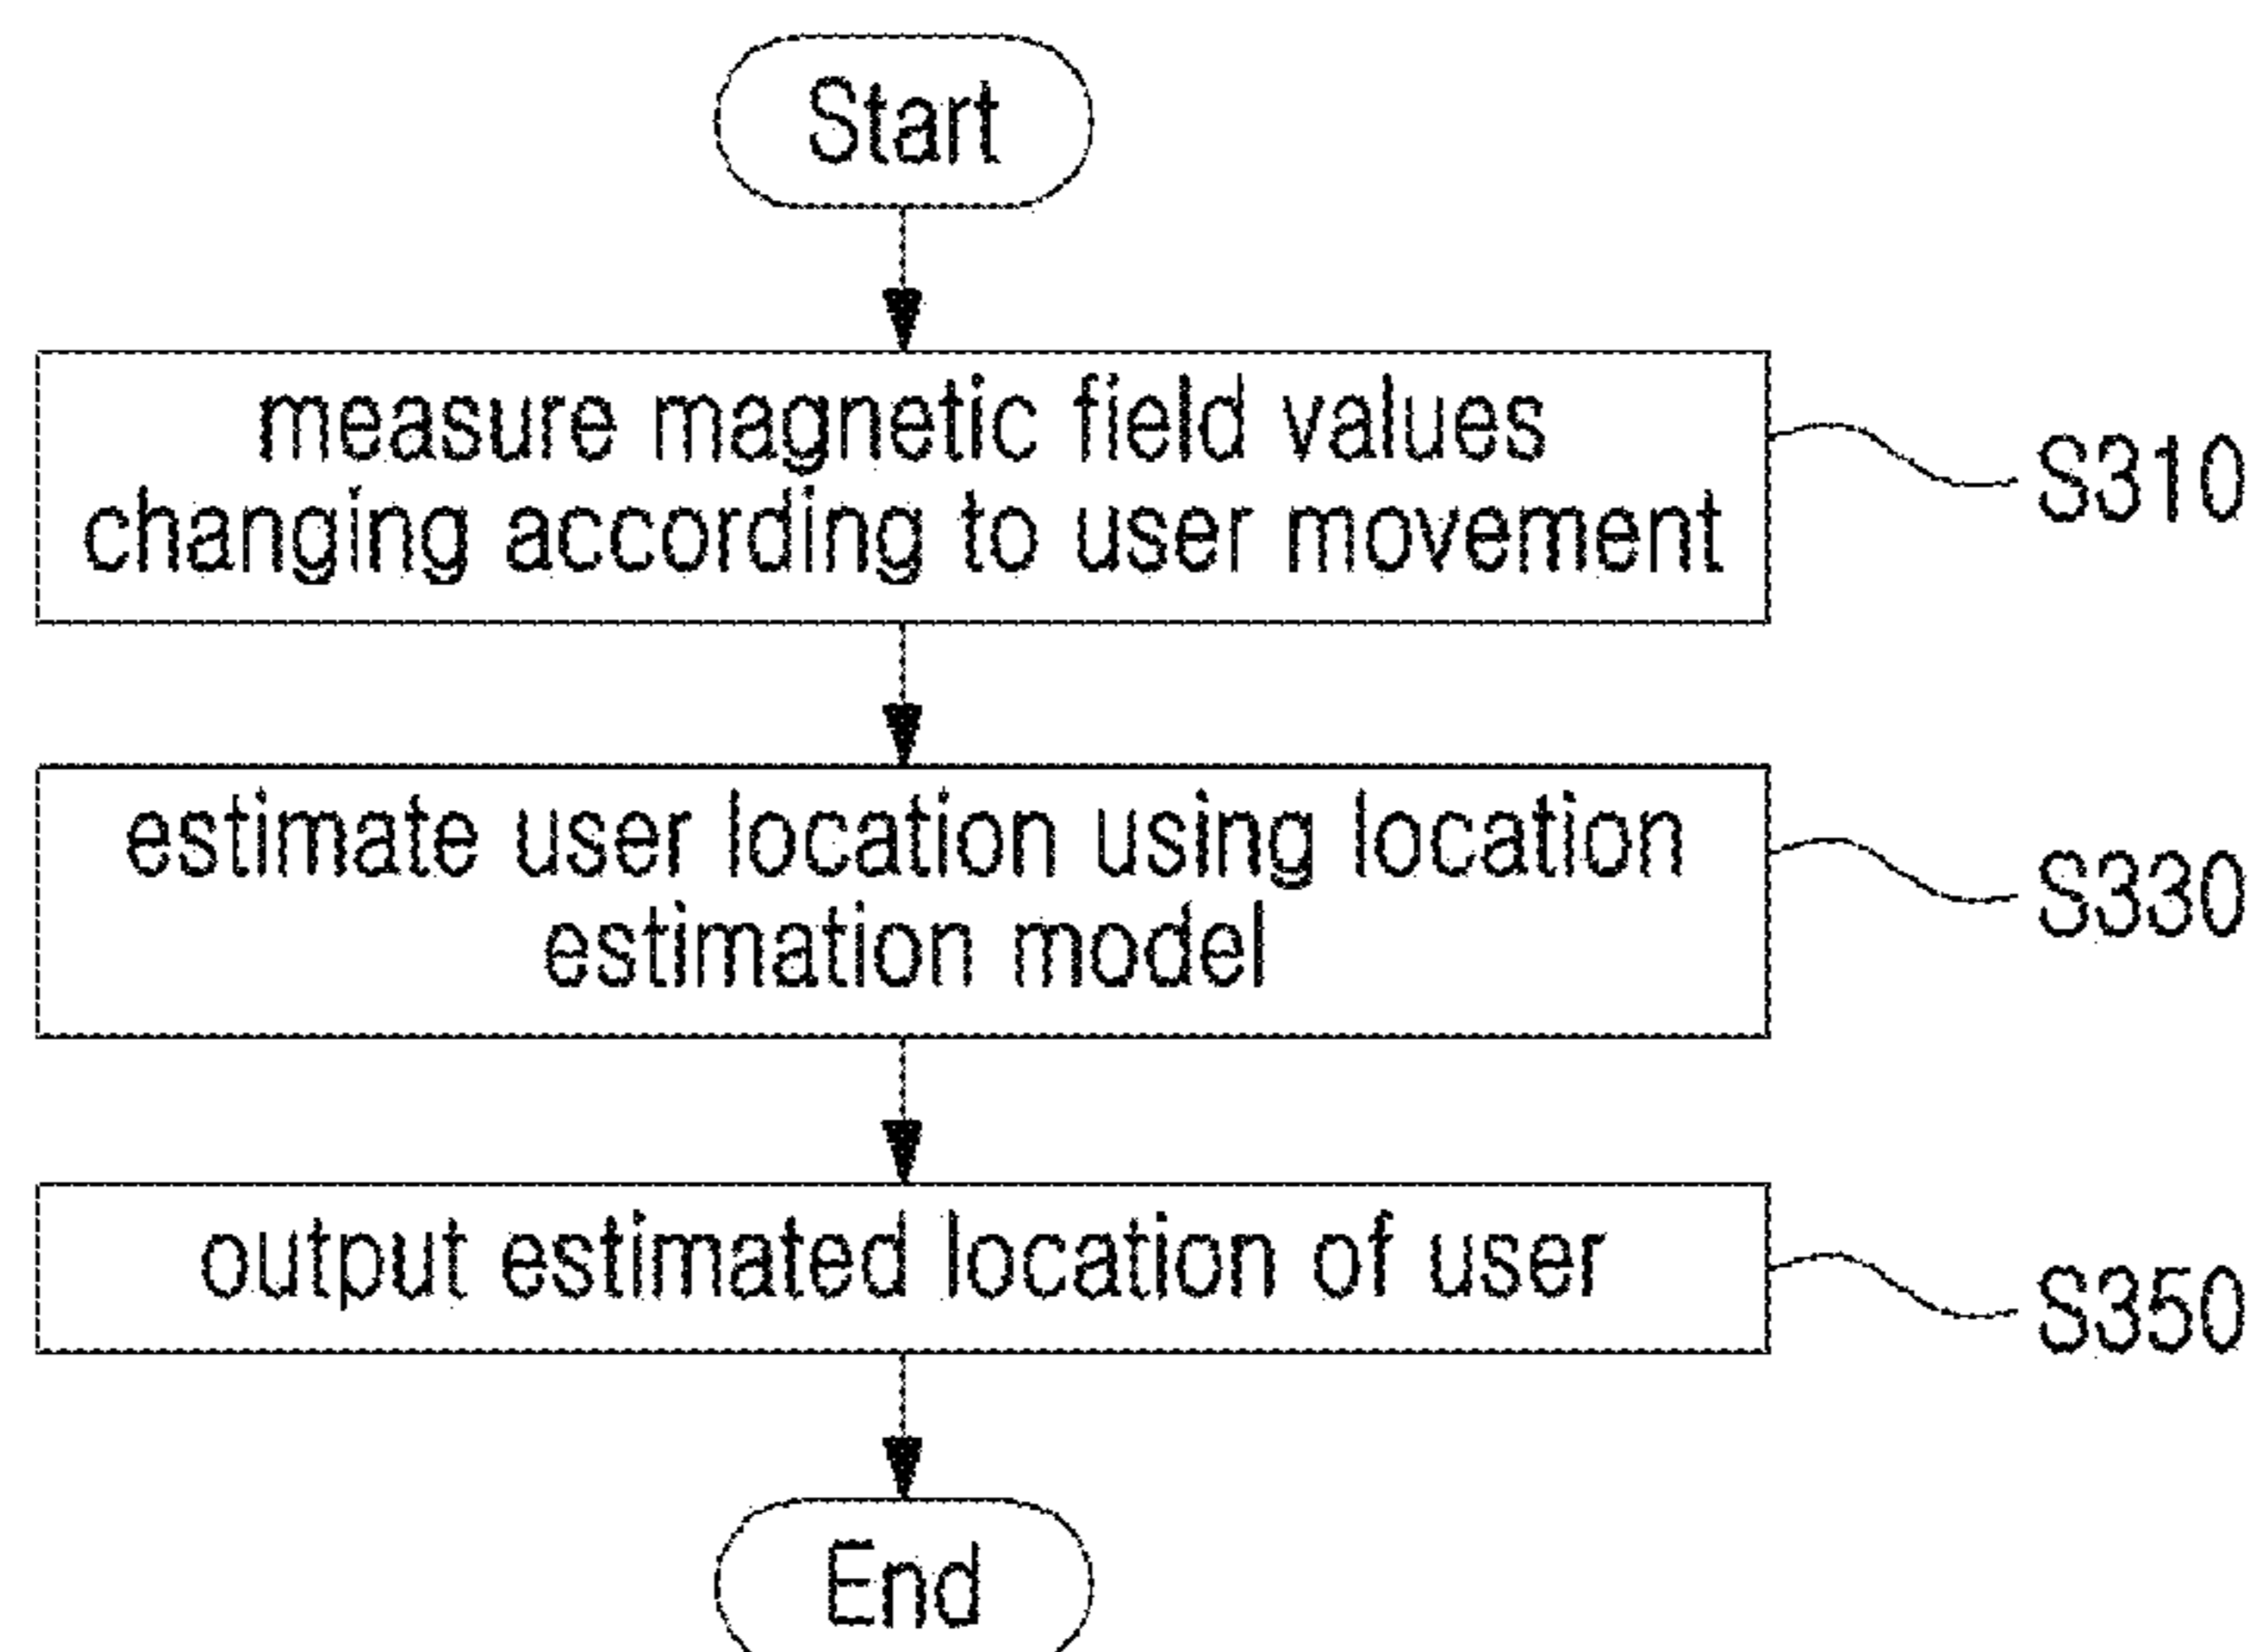 Start
measure magnetic field values
changing according to user movement
S310
estimate user location using location
estimation model
S330
output estimated location of user
S350
End